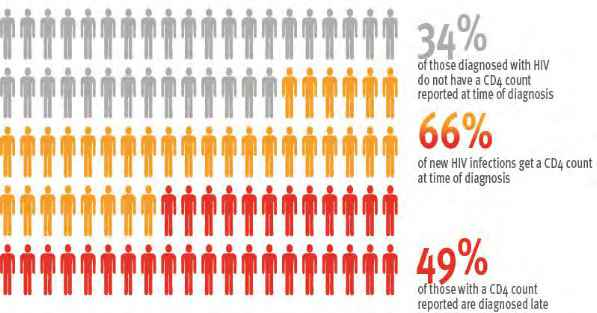 34%
of those diagnosed with HIV
do not have a CD4 count
reported at time of diagnosis
66%
of new HIV infections get a CD4 count
at time of diagnosis
49%
of those with a CD4 count
reported are diagnosed late